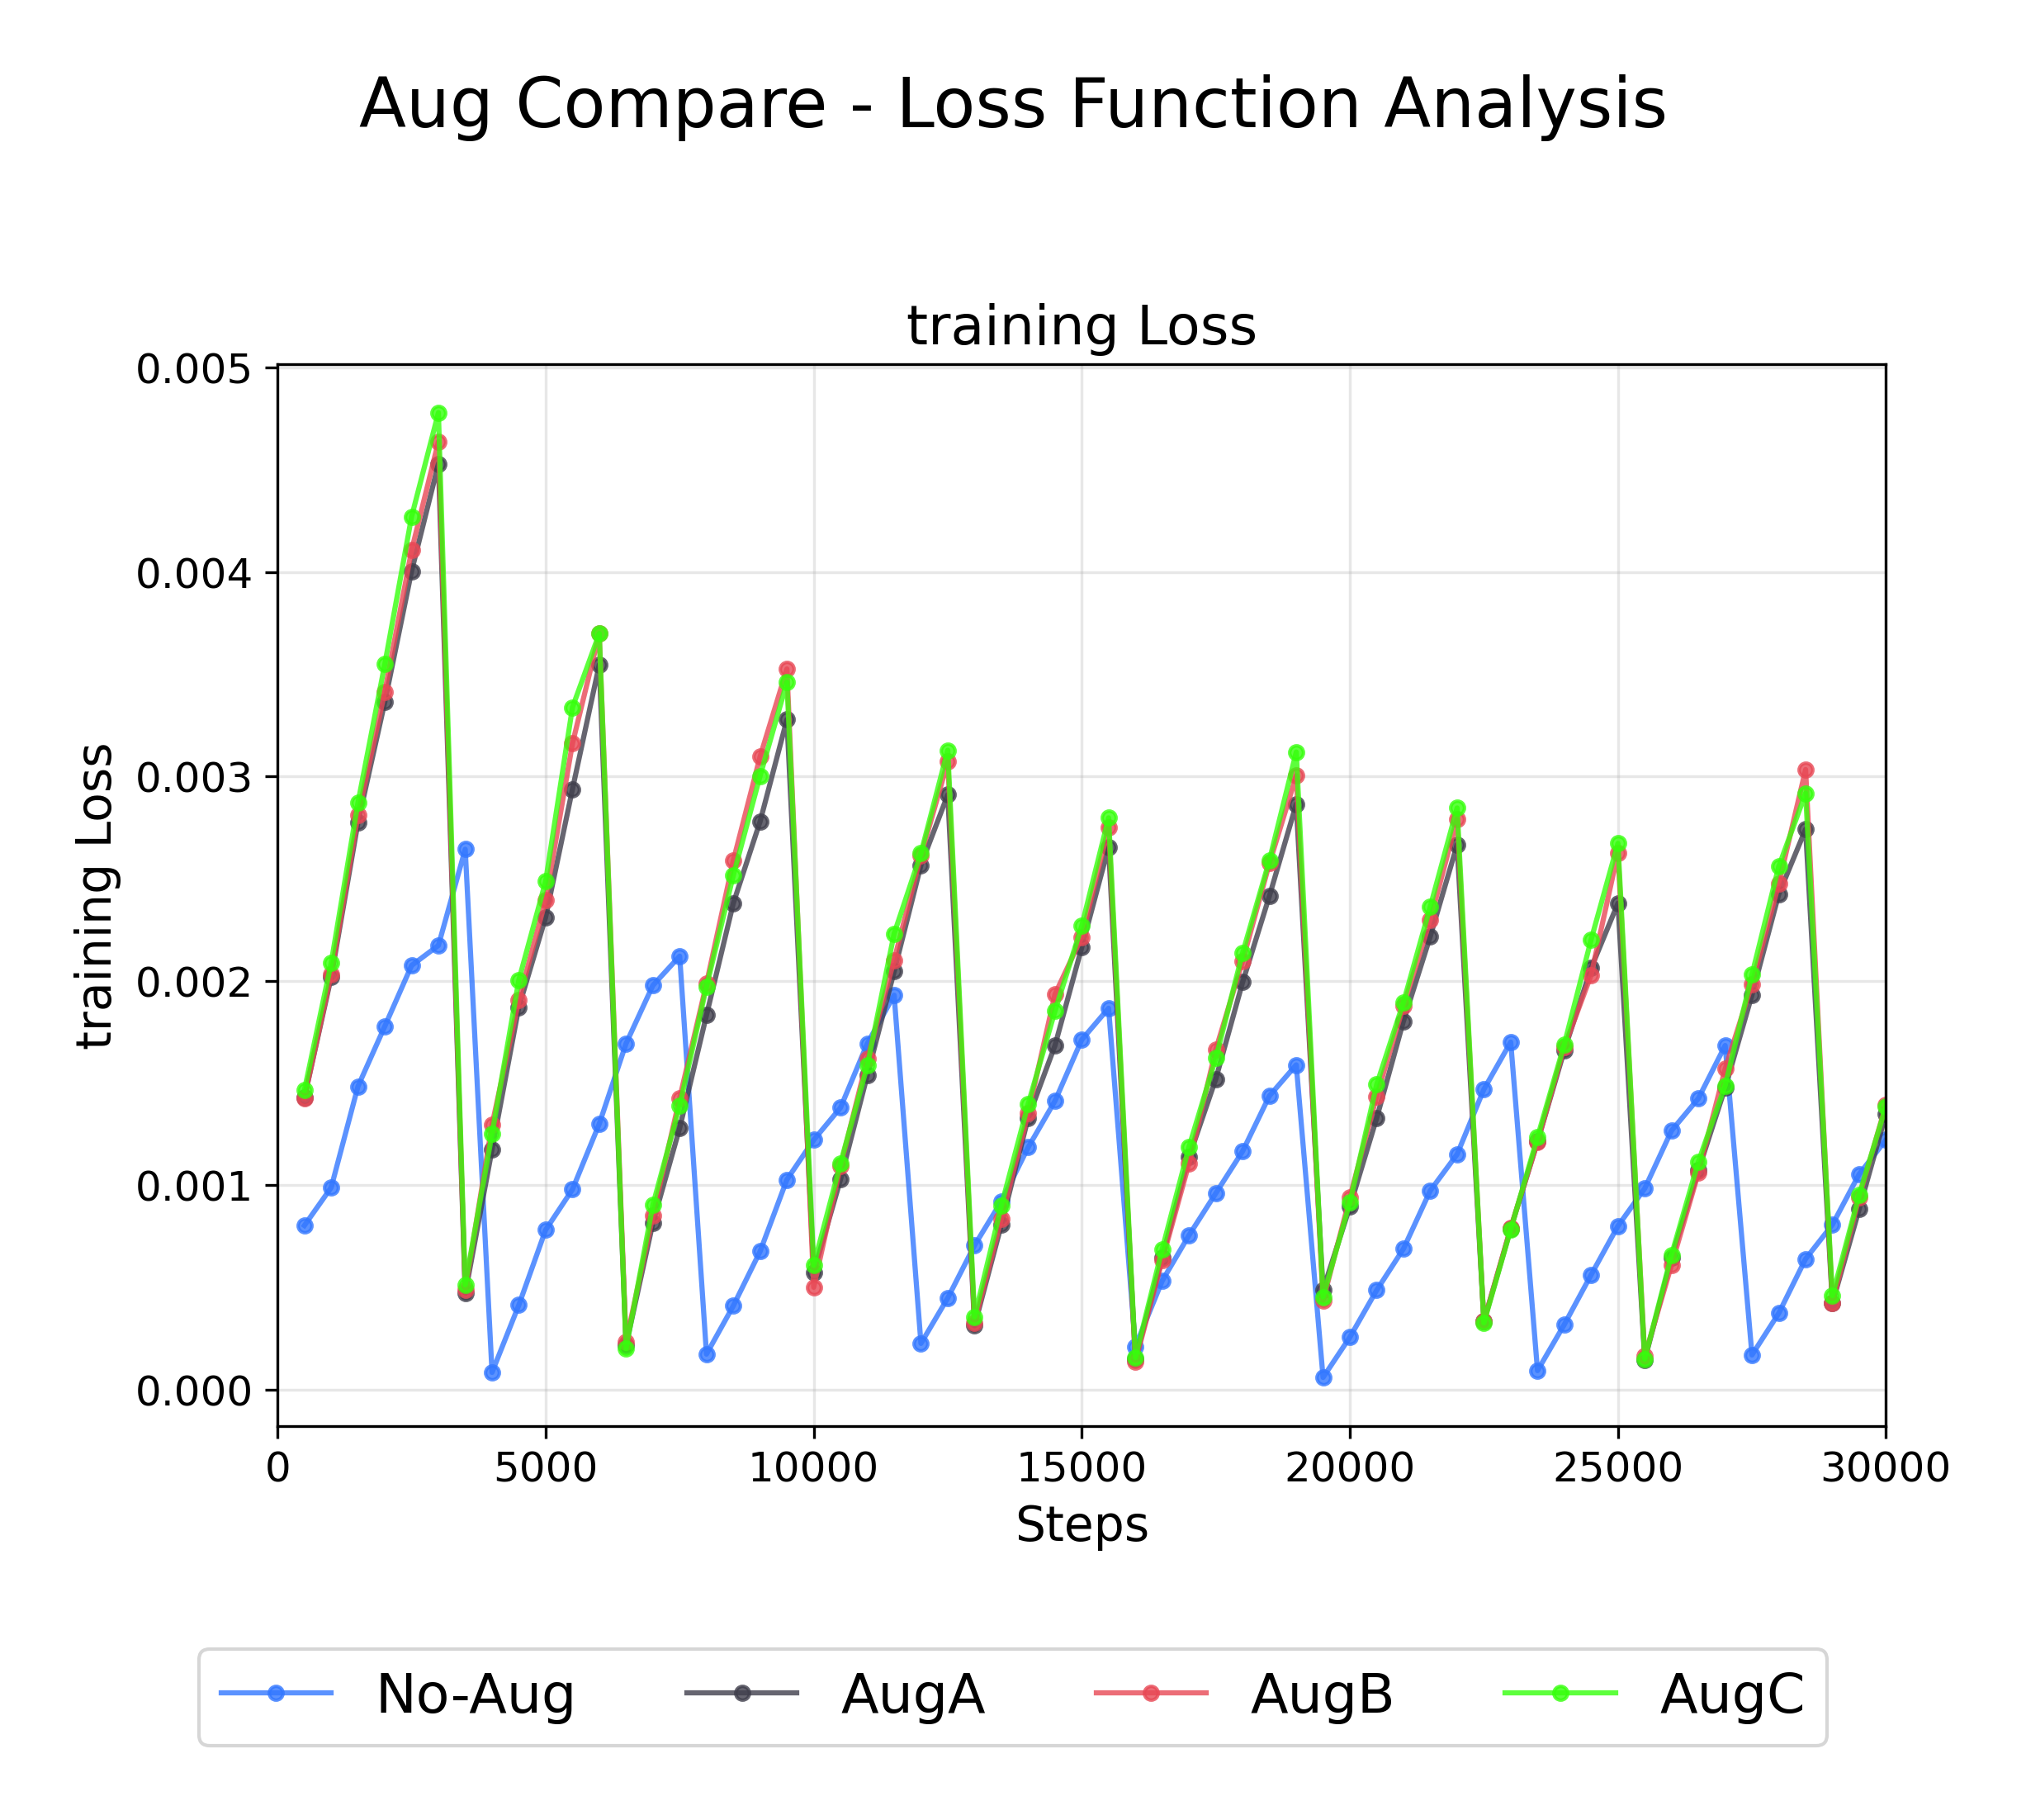 Aug Compare - Loss Function Analysis
training Loss
training Loss
0.005
0.004
0.003
0.002
0.001
0.000
0 5000 10000 15000 20000 25000 30000
Steps
No-Aug AugA AugB AugC